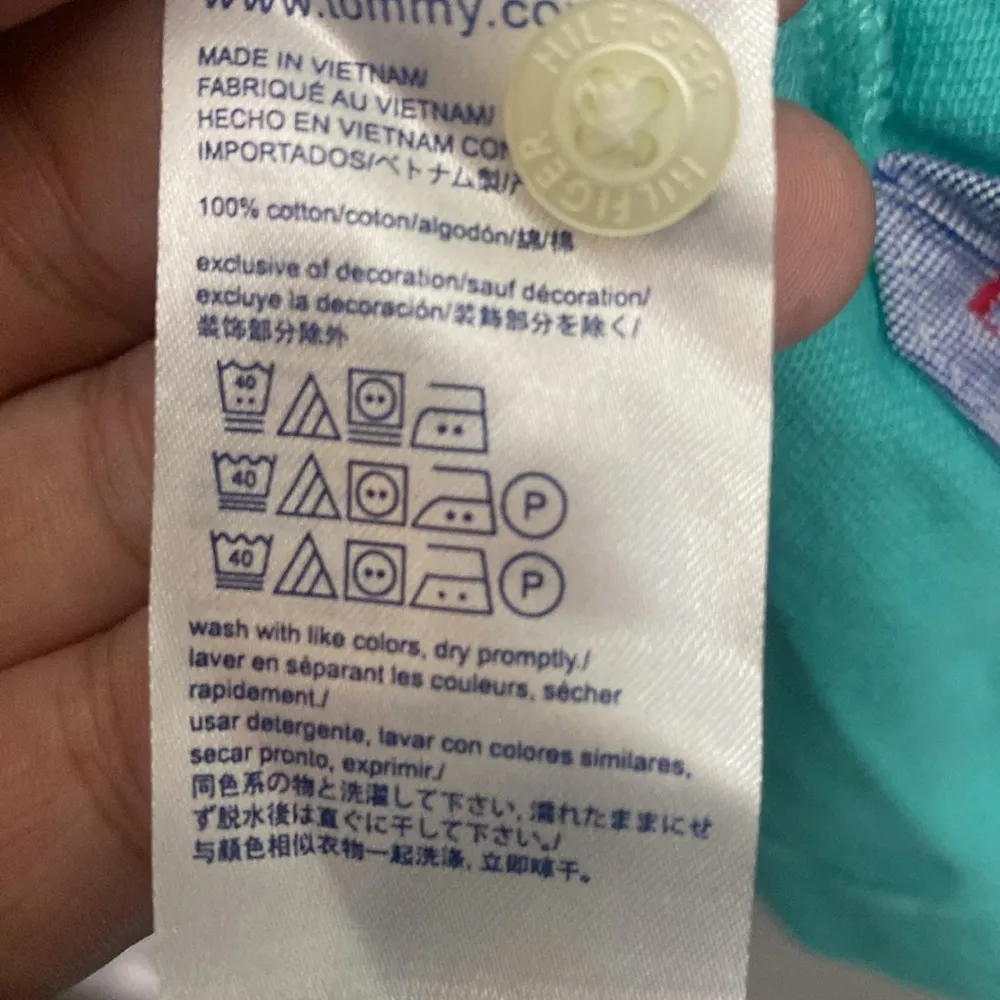 www.tommy.co
HILFIGER
HILFIGER
MADE IN VIETNAM/
FABRIQUÉ AU VIETNAM/
HECHO EN VIETNAM CON
IMPORTADOS/ベトナム製/
100% cotton/coton/algodón/綿/棉
exclusive of decoration/sauf décoration/
excluye la decoración/装飾部分を除く/
装饰部分除外
40
40
P
40
P
wash with like colors, dry promptly./
laver en séparant les couleurs, sécher
rapidement./
usar detergente, lavar con colores similares,
secar pronto, exprimir./
同色系の物と洗濯して下さい, 濡れたままにせ
ず脱水後は直ぐに干して下さい。/
与颜色相似衣物一起洗涤, 立即晾干。